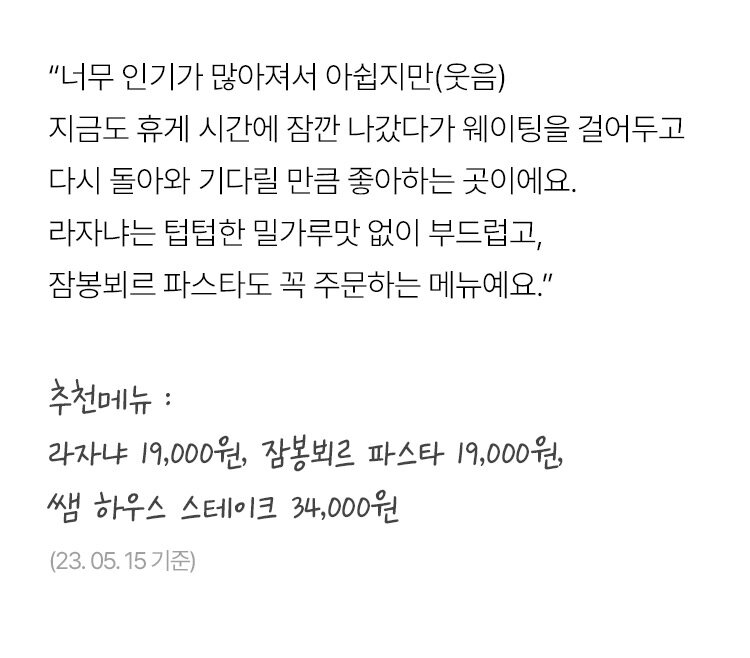 “너무 인기가 많아져서 아쉽지만(웃음)
지금도 휴게 시간에 잠깐 나갔다가 웨이팅을 걸어두고
다시 돌아와 기다릴 만큼 좋아하는 곳이에요.
라자냐는 텁텁한 밀가루맛 없이 부드럽고,
잠봉뵈르 파스타도 꼭 주문하는 메뉴예요.”
추천메뉴 :
라자냐 19,000원, 잠봉뵈르 파스타 19,000원,
쌤 하우스 스테이크 34,000원
(23. 05. 15 기준)